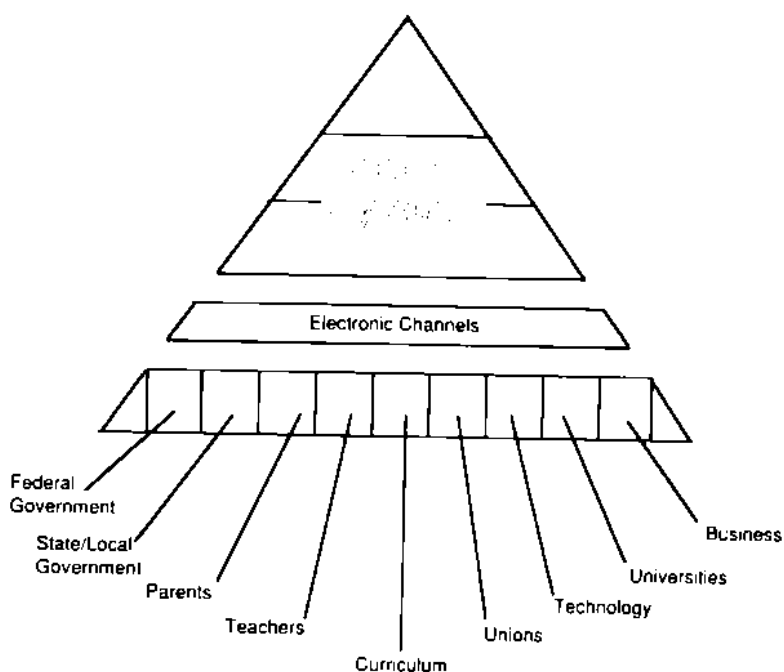 Electronic Channels
Federal
Government
State/Local
Government
Parents
Teachers
Curriculum
Unions
Technology
Universities
Business